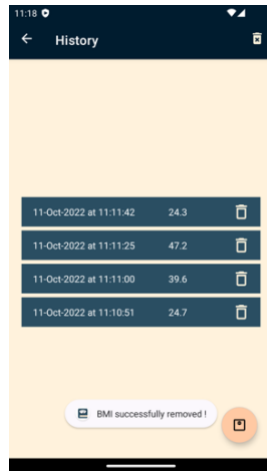 11:18
History
11-Oct-2022 at 11:11:42 24.3
11-Oct-2022 at 11:11:25 47.2
11-Oct-2022 at 11:11:00 39.6
11-Oct-2022 at 11:10:51 24.7
BMI successfully removed !